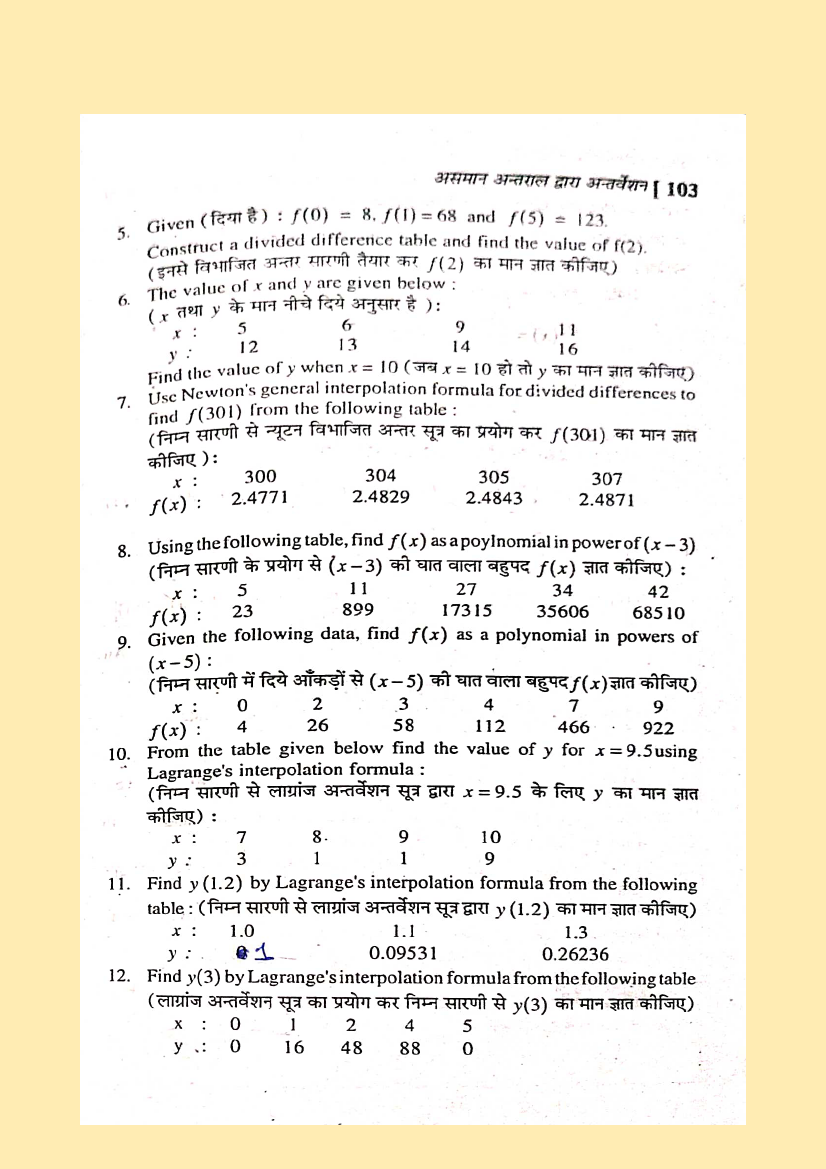 असमान अन्तराल द्वारा अन्तर्वेशन [ 103
5. Given (दिया है) : f(0) = 8, f(1) = 68 and f(5) = 123.
Construct a divided difference table and find the value of f(2).
(इनसे विभाजित अन्तर सारणी तैयार कर f(2) का मान ज्ञात कीजिए)
6. The value of x and y are given below :
(x तथा y के मान नीचे दिये अनुसार है ):
x : 5 6 9 11
y : 12 13 14 16
Find the value of y when x = 10 (जब x = 10 हो तो y का मान ज्ञात कीजिए)
7. Use Newton's general interpolation formula for divided differences to
find f(301) from the following table :
(निम्न सारणी से न्यूटन विभाजित अन्तर सूत्र का प्रयोग कर f(301) का मान ज्ञात
कीजिए ):
x : 300 304 305 307
f(x) : 2.4771 2.4829 2.4843 2.4871
8. Using the following table, find f(x) as a poylnomial in power of (x – 3)
(निम्न सारणी के प्रयोग से (x – 3) की घात वाला बहुपद f(x) ज्ञात कीजिए) :
x : 5 11 27 34 42
f(x) : 23 899 17315 35606 68510
9. Given the following data, find f(x) as a polynomial in powers of
(x – 5) :
(निम्न सारणी में दिये आँकड़ों से (x – 5) की घात वाला बहुपद f(x) ज्ञात कीजिए)
x : 0 2 3 4 7 9
f(x) : 4 26 58 112 466 922
10. From the table given below find the value of y for x = 9.5 using
Lagrange's interpolation formula :
(निम्न सारणी से लाग्रांज अन्तर्वेशन सूत्र द्वारा x = 9.5 के लिए y का मान ज्ञात
कीजिए) :
x : 7 8 9 10
y : 3 1 1 9
11. Find y (1.2) by Lagrange's interpolation formula from the following
table : (निम्न सारणी से लाग्रांज अन्तर्वेशन सूत्र द्वारा y (1.2) का मान ज्ञात कीजिए)
x : 1.0 1.1 1.3
y : 1 0.09531 0.26236
12. Find y(3) by Lagrange's interpolation formula from the following table
(लाग्रांज अन्तर्वेशन सूत्र का प्रयोग कर निम्न सारणी से y(3) का मान ज्ञात कीजिए)
x : 0 1 2 4 5
y : 0 16 48 88 0